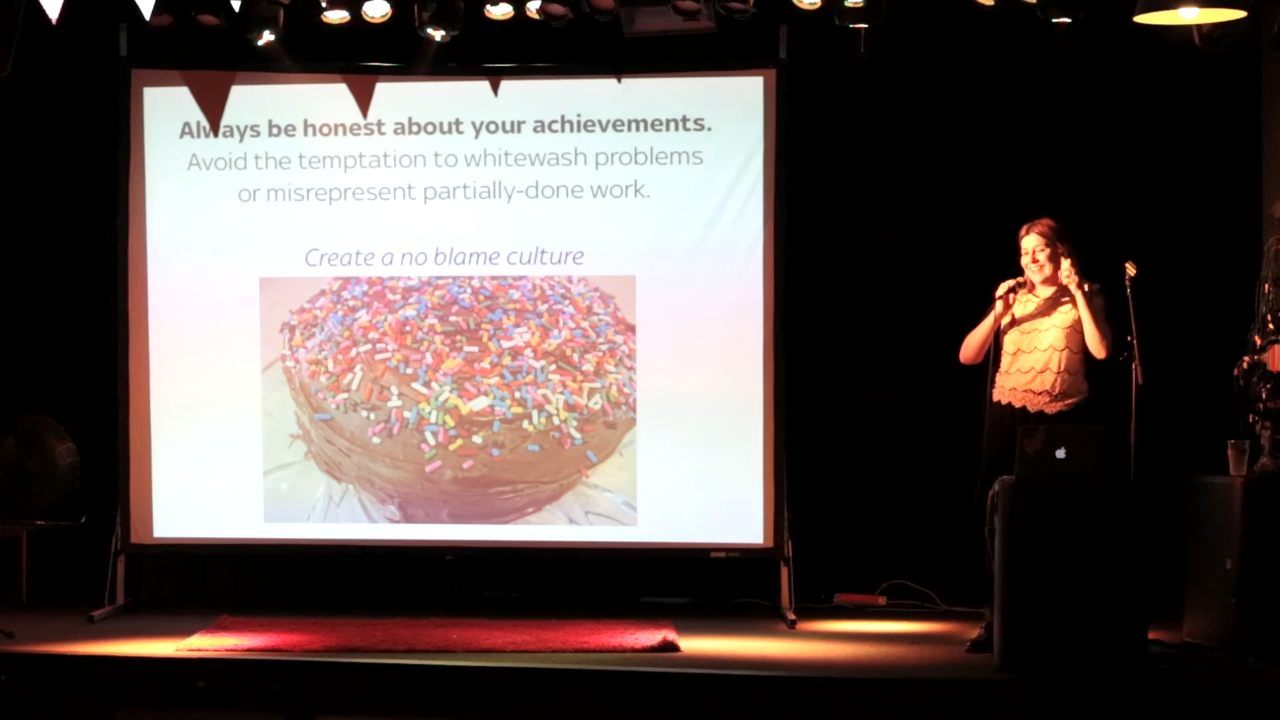 Always be honest about your achievements.
Avoid the temptation to whitewash problems
or misrepresent partially-done work.
Create a no blame culture